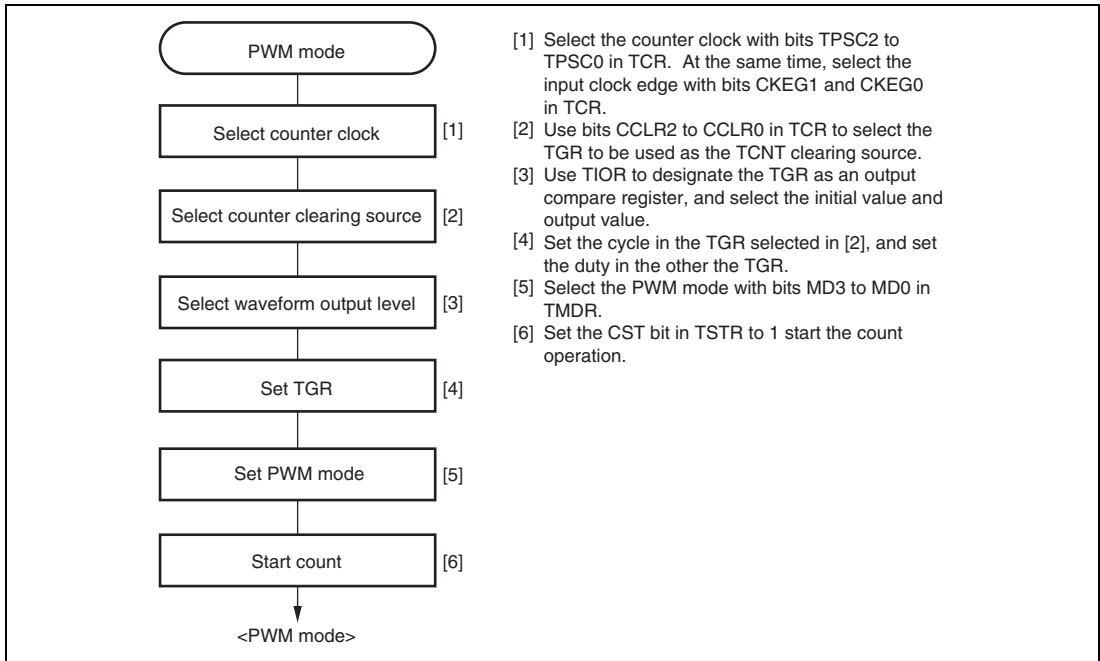 PWM mode
Select counter clock [1]
Select counter clearing source [2]
Select waveform output level [3]
Set TGR [4]
Set PWM mode [5]
Start count [6]
<PWM mode>
[1] Select the counter clock with bits TPSC2 to
TPSC0 in TCR. At the same time, select the
input clock edge with bits CKEG1 and CKEG0
in TCR.
[2] Use bits CCLR2 to CCLR0 in TCR to select the
TGR to be used as the TCNT clearing source.
[3] Use TIOR to designate the TGR as an output
compare register, and select the initial value and
output value.
[4] Set the cycle in the TGR selected in [2], and set
the duty in the other the TGR.
[5] Select the PWM mode with bits MD3 to MD0 in
TMDR.
[6] Set the CST bit in TSTR to 1 start the count
operation.